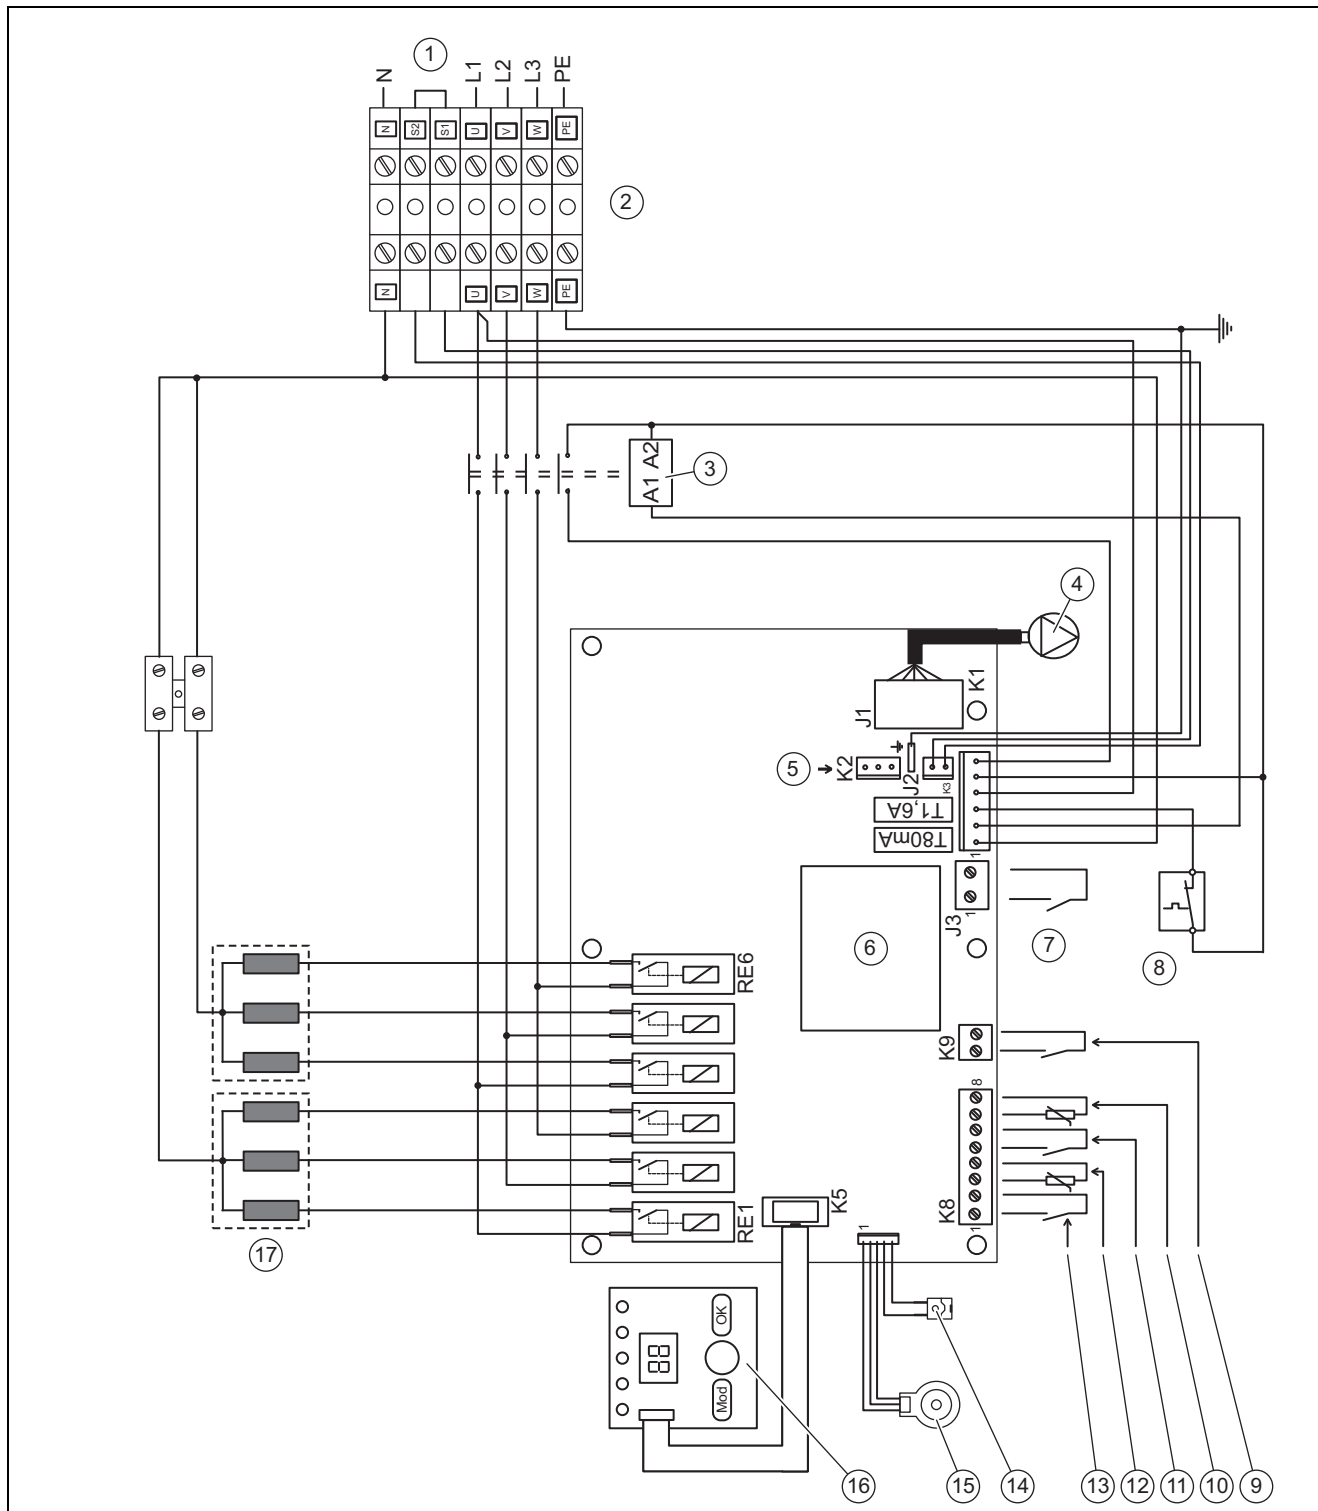 1
N
L1
L2
L3
PE
N
S2
S1
U
V
W
PE
2
N
U
V
W
PE
A1 A2
3
4
J1
K1
5
K2
J2
K3
T1,6A
T80mA
1
J3
1
6
7
8
RE6
K9
8
K8
1
RE1
K5
1
17
OK
88
Mod
16
15
14
13
12
11
10
9